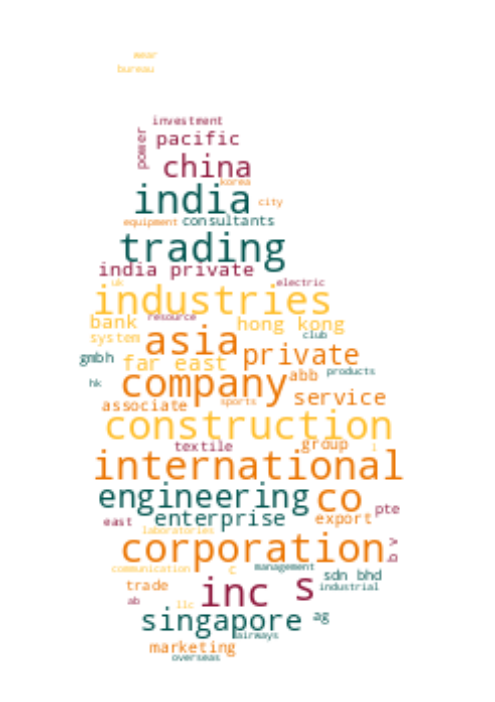 wear
bureau
investment
power
pacific
china
korea
india
city
equipment consultants
trading
india private
uk
electric
industries
resource
bank
hong kong
system
club
asia
private
gmbh
far east
products
hk
company
abb
service
associate
sports
construction
textile
group
l
international
engineering
co
pte
east
enterprise
export
laboratories
corporation
b v
communication
c
management
sdn bhd
trade
inc
s
industrial
ab
llc
singapore
ag
airways
marketing
overseas